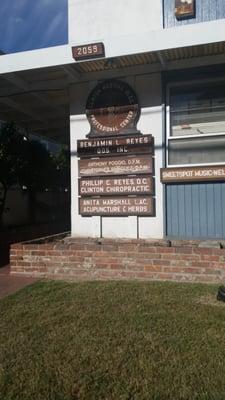 2059
PROFESSIONAL
CENTER
BENJAMIN L. REYES
DDS INC.
ANTHONY POGGIO, D.P.M.
PHILLIP C. REYES D.C.
CLINTON CHIROPRACTIC
ANITA MARSHALL L.AC.
ACUPUNCTURE & HERBS
SWEETSPOT MUSIC